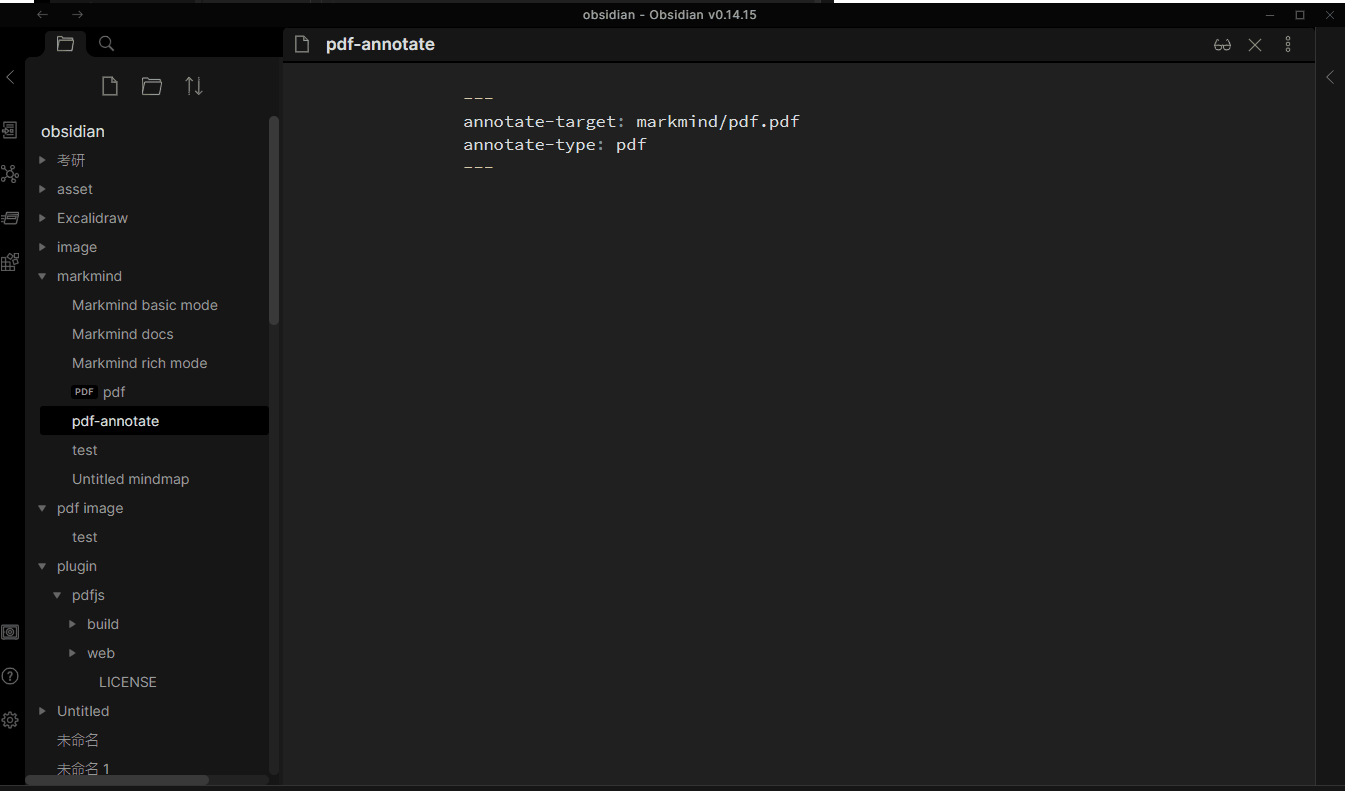 obsidian - Obsidian v0.14.15
pdf-annotate
obsidian
考研
asset
Excalidraw
image
markmind
Markmind basic mode
Markmind docs
Markmind rich mode
PDF pdf
pdf-annotate
test
Untitled mindmap
pdf image
test
plugin
pdfjs
build
web
LICENSE
Untitled
未命名
未命名 1
---
annotate-target: markmind/pdf.pdf
annotate-type: pdf
---